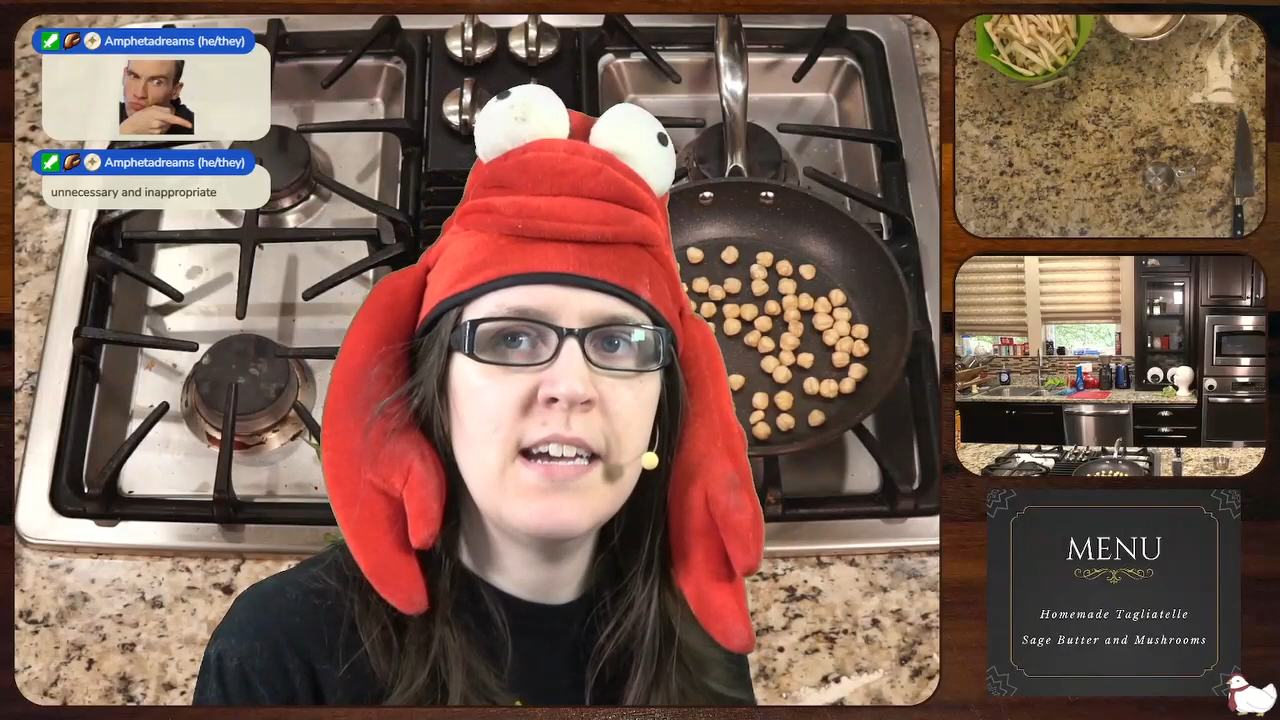 Amphetadreams (he/they)
Amphetadreams (he/they)
unnecessary and inappropriate
MENU
Homemade Tagliatelle
Sage Butter and Mushrooms